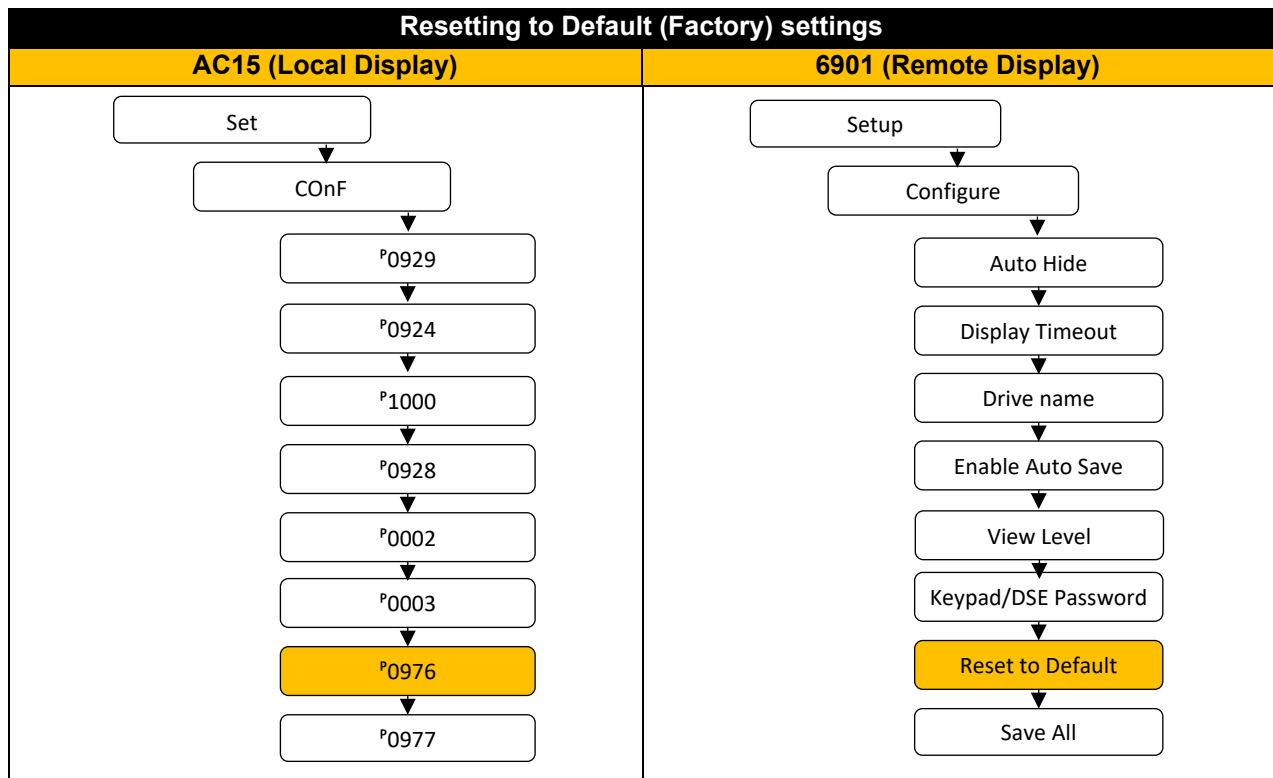 Resetting to Default (Factory) settings
AC15 (Local Display)
6901 (Remote Display)
Set
COnF
ᴾ0929
ᴾ0924
ᴾ1000
ᴾ0928
ᴾ0002
ᴾ0003
ᴾ0976
ᴾ0977
Setup
Configure
Auto Hide
Display Timeout
Drive name
Enable Auto Save
View Level
Keypad/DSE Password
Reset to Default
Save All